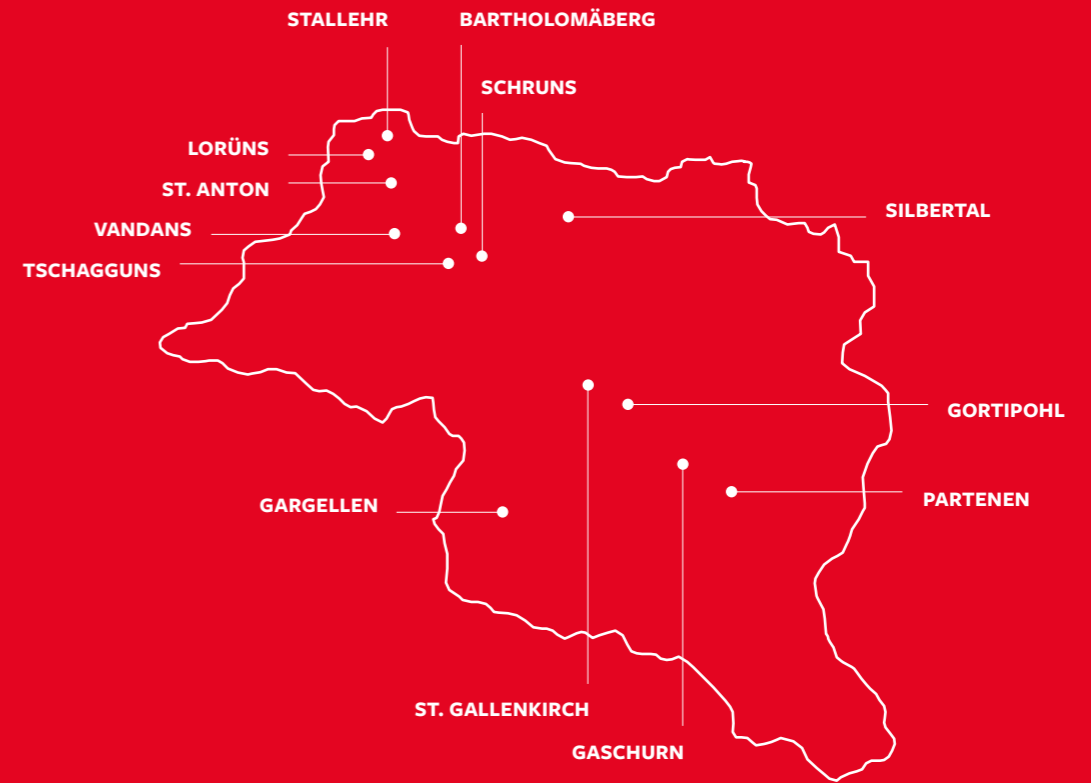 STALLEHR
BARTHOLOMÄBERG
SCHRUNS
LORÜNS
ST. ANTON
SILBERTAL
VANDANS
TSCHAGGUNS
GORTIPOHL
PARTENEN
GARGELLEN
ST. GALLENKIRCH
GASCHURN